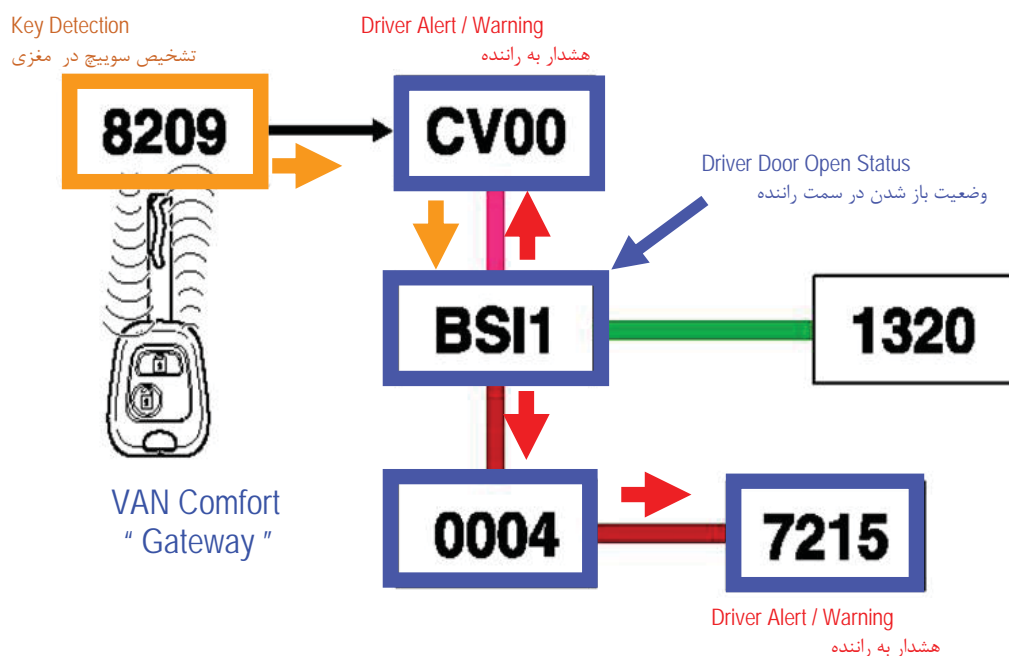 Key Detection
تشخیص سوییچ در مغزی
Driver Alert / Warning
هشدار به راننده
8209
CV00
Driver Door Open Status
وضعیت باز شدن در سمت راننده
BSI1
1320
VAN Comfort
" Gateway "
0004
7215
Driver Alert / Warning
هشدار به راننده